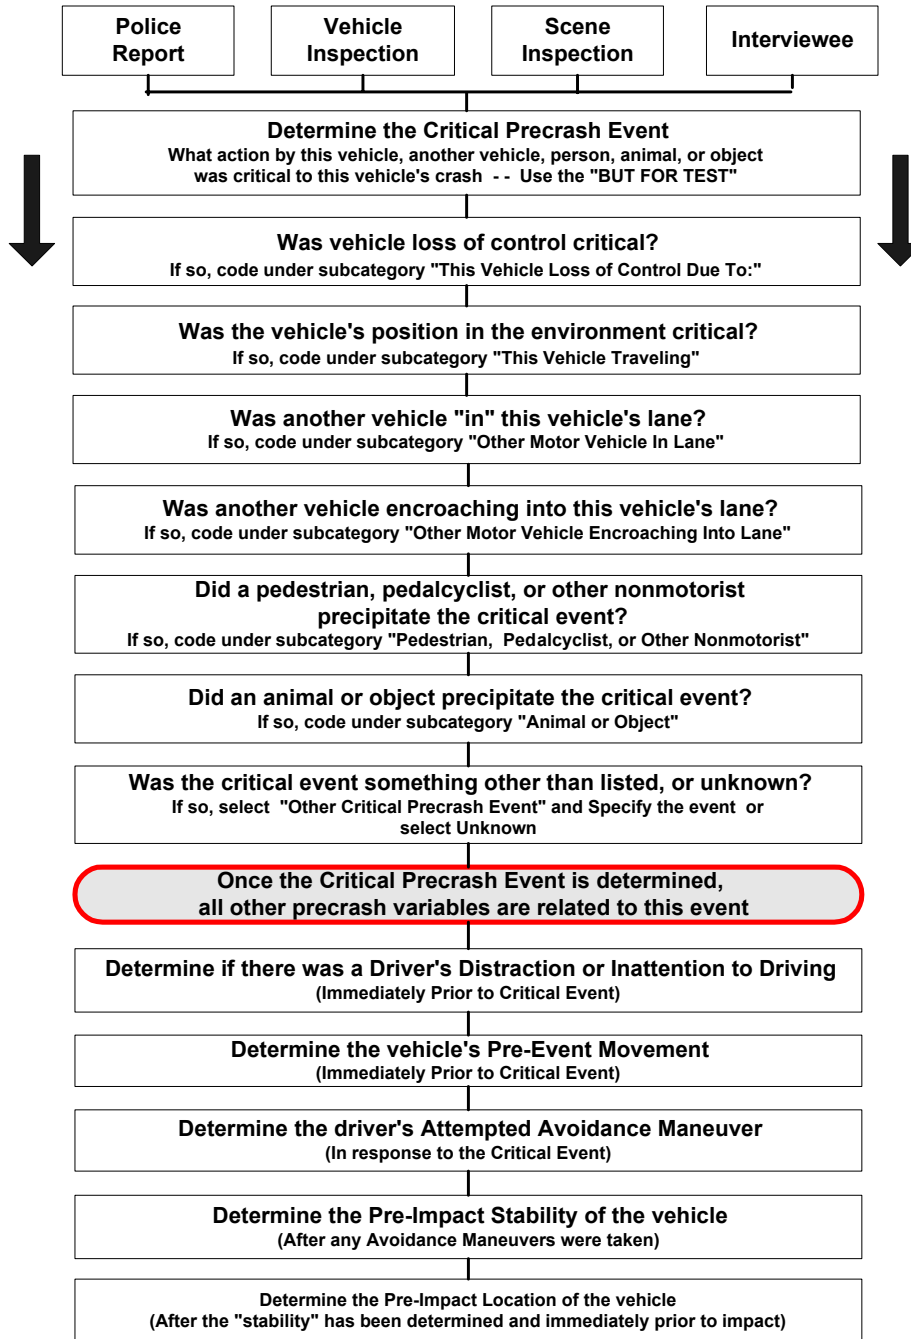 Police
Report
Vehicle
Inspection
Scene
Inspection
Interviewee
Determine the Critical Precrash Event
What action by this vehicle, another vehicle, person, animal, or object
was critical to this vehicle's crash - - Use the "BUT FOR TEST"
Was vehicle loss of control critical?
If so, code under subcategory "This Vehicle Loss of Control Due To:"
Was the vehicle's position in the environment critical?
If so, code under subcategory "This Vehicle Traveling"
Was another vehicle "in" this vehicle's lane?
If so, code under subcategory "Other Motor Vehicle In Lane"
Was another vehicle encroaching into this vehicle's lane?
If so, code under subcategory "Other Motor Vehicle Encroaching Into Lane"
Did a pedestrian, pedalcyclist, or other nonmotorist
precipitate the critical event?
If so, code under subcategory "Pedestrian, Pedalcyclist, or Other Nonmotorist"
Did an animal or object precipitate the critical event?
If so, code under subcategory "Animal or Object"
Was the critical event something other than listed, or unknown?
If so, select "Other Critical Precrash Event" and Specify the event or
select Unknown
Once the Critical Precrash Event is determined,
all other precrash variables are related to this event
Determine if there was a Driver's Distraction or Inattention to Driving
(Immediately Prior to Critical Event)
Determine the vehicle's Pre-Event Movement
(Immediately Prior to Critical Event)
Determine the driver's Attempted Avoidance Maneuver
(In response to the Critical Event)
Determine the Pre-Impact Stability of the vehicle
(After any Avoidance Maneuvers were taken)
Determine the Pre-Impact Location of the vehicle
(After the "stability" has been determined and immediately prior to impact)